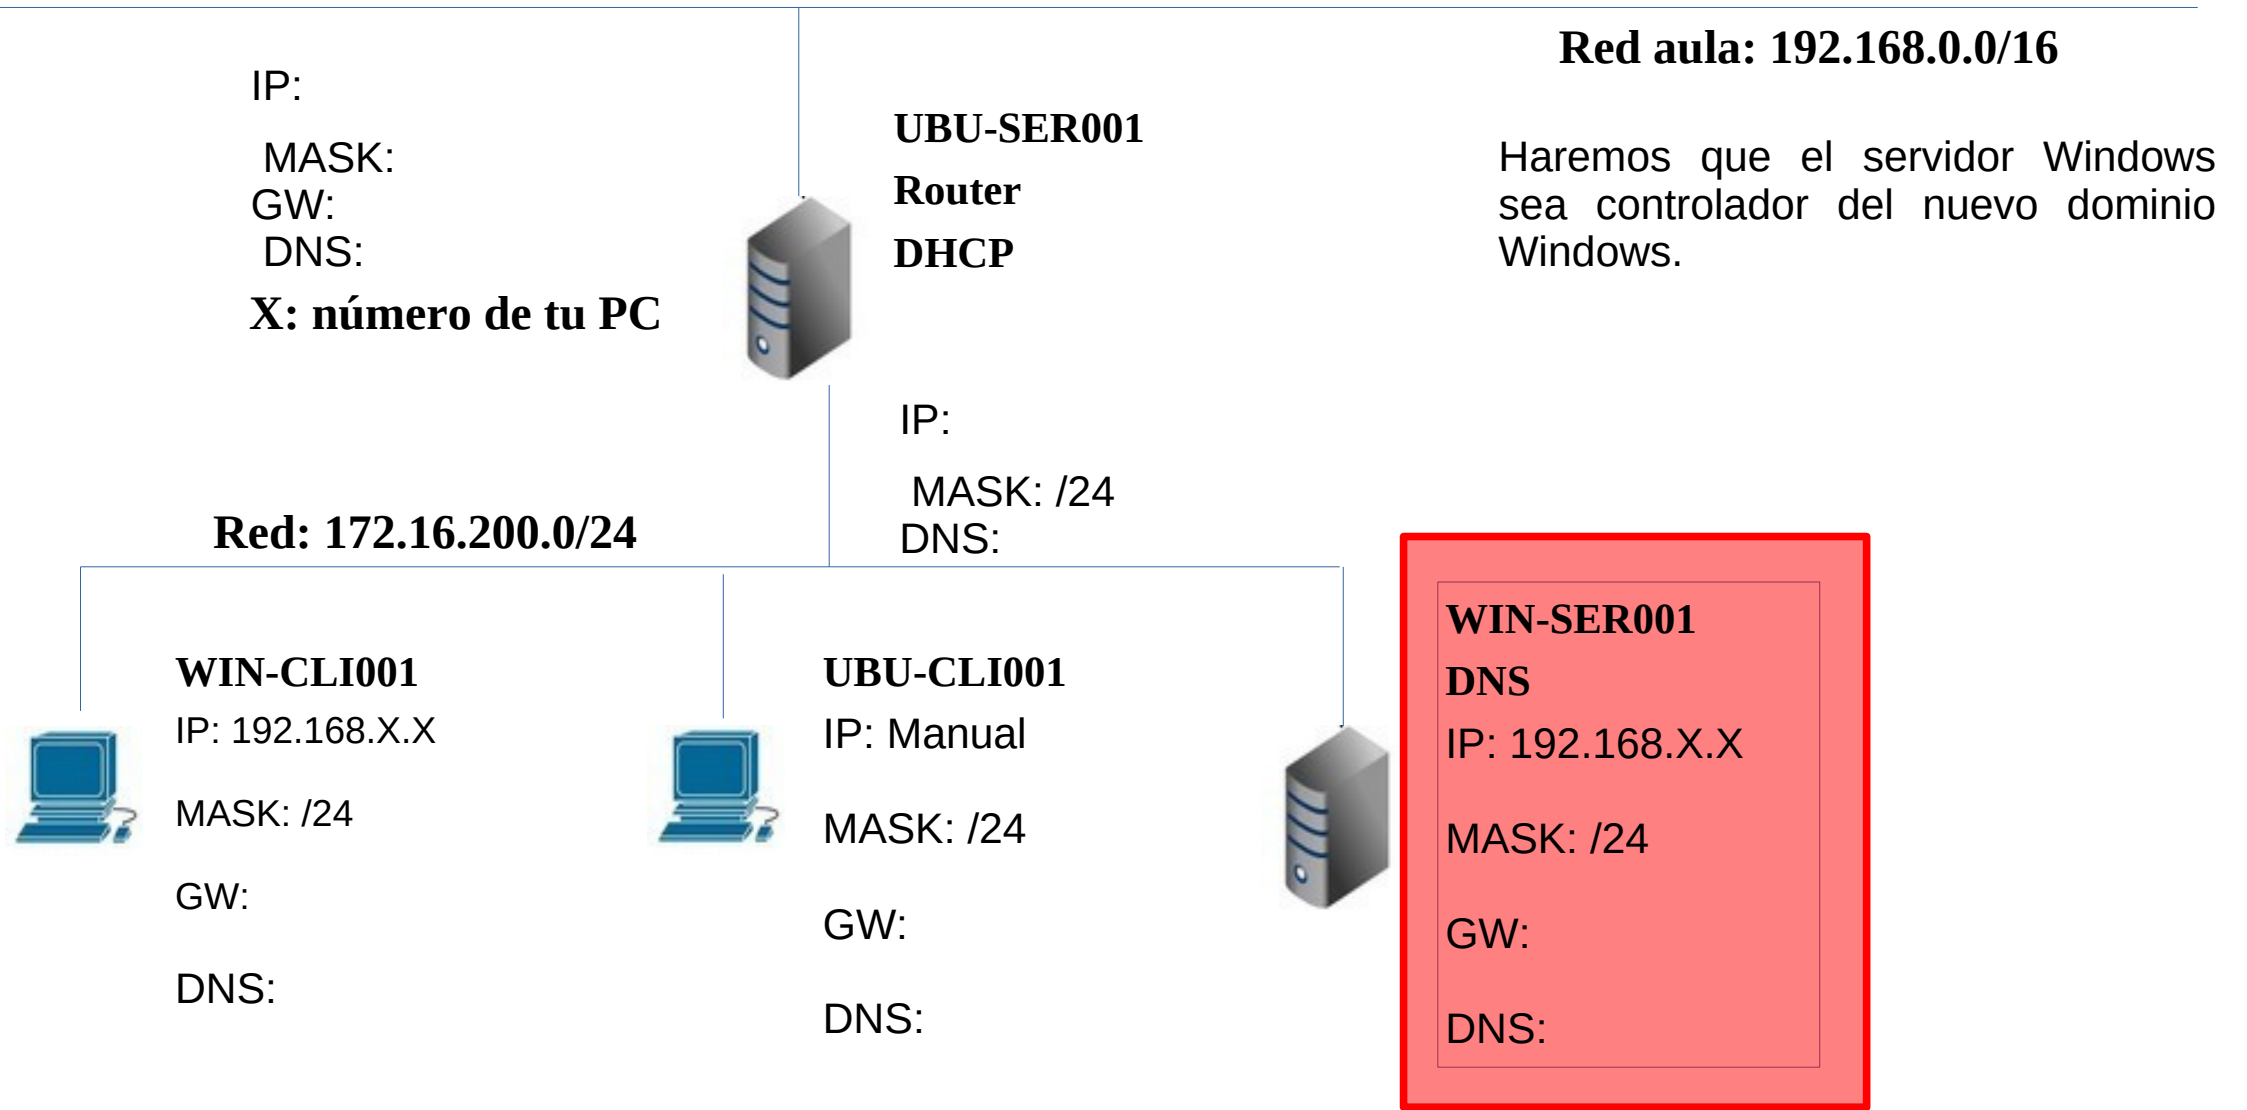 Red aula: 192.168.0.0/16
IP:
MASK:
GW:
DNS:
X: número de tu PC
UBU-SER001
Router
DHCP
Haremos que el servidor Windows
sea controlador del nuevo dominio
Windows.
IP:
MASK: /24
DNS:
Red: 172.16.200.0/24
WIN-CLI001
IP: 192.168.X.X
MASK: /24
GW:
DNS:
UBU-CLI001
IP: Manual
MASK: /24
GW:
DNS:
WIN-SER001
DNS
IP: 192.168.X.X
MASK: /24
GW:
DNS: